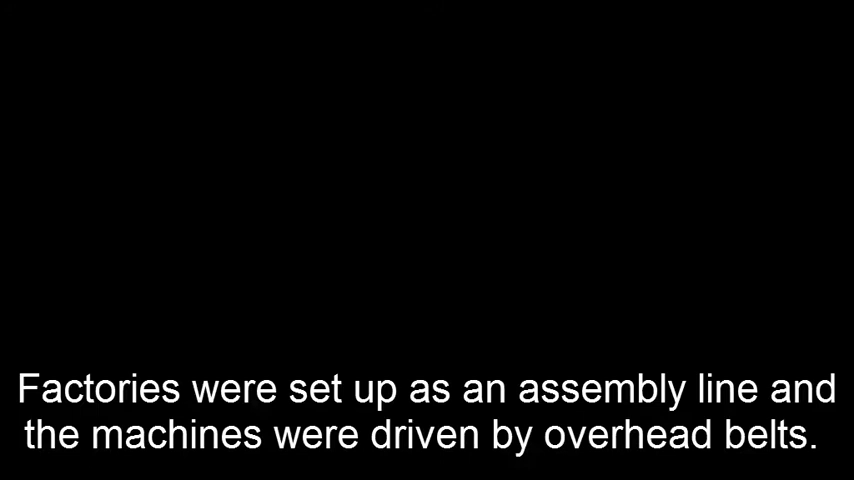 Factories were set up as an assembly line and
the machines were driven by overhead belts.